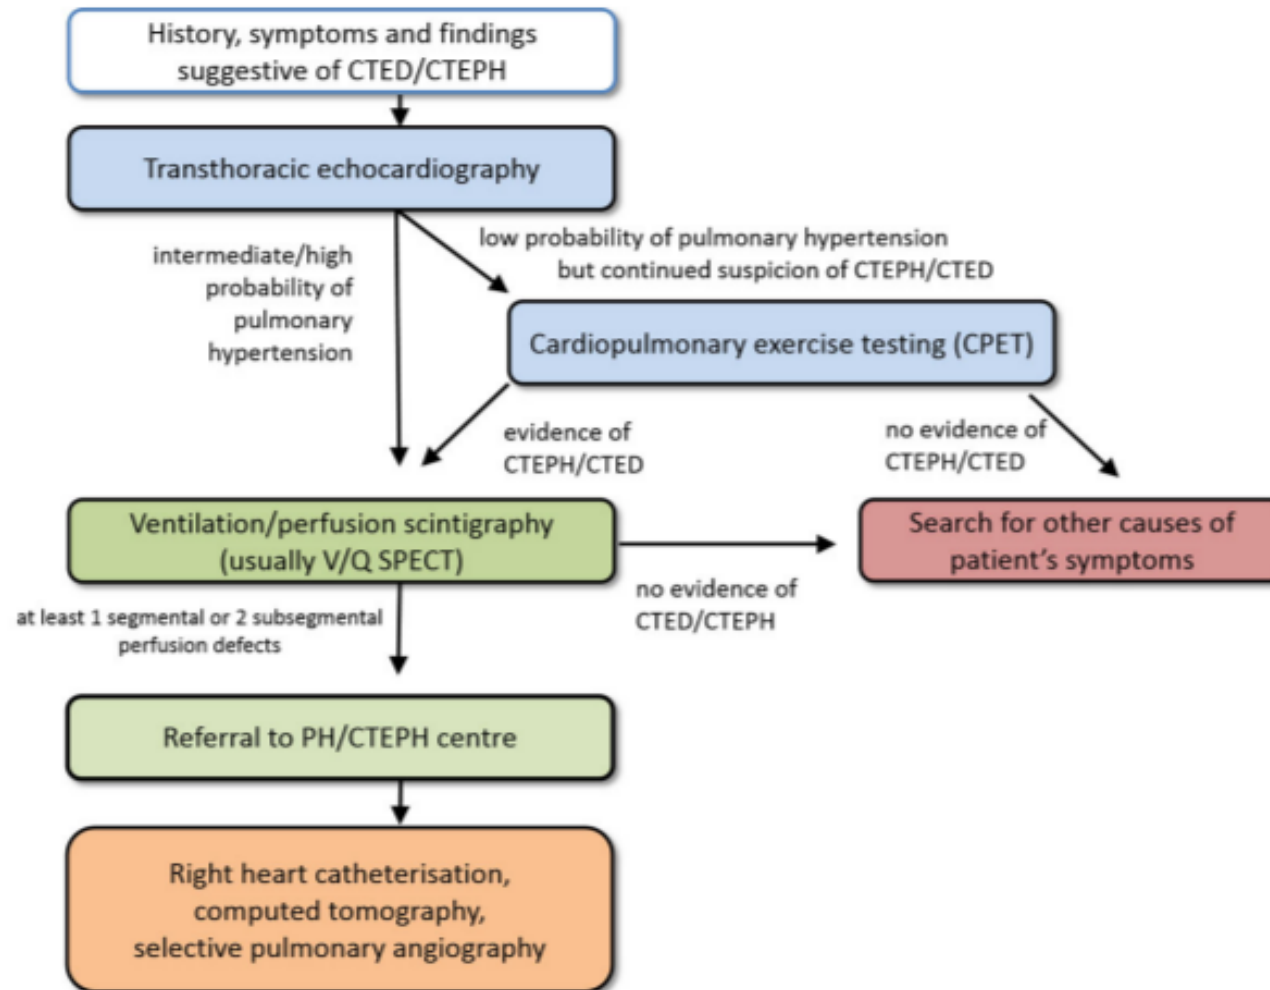 History, symptoms and findings
suggestive of CTED/CTEPH
Transthoracic echocardiography
intermediate/high
probability of
pulmonary
hypertension
low probability of pulmonary hypertension
but continued suspicion of CTEPH/CTED
Cardiopulmonary exercise testing (CPET)
evidence of
CTEPH/CTED
no evidence of
CTEPH/CTED
Ventilation/perfusion scintigraphy
(usually V/Q SPECT)
Search for other causes of
patient's symptoms
no evidence of
CTED/CTEPH
at least 1 segmental or 2 subsegmental
perfusion defects
Referral to PH/CTEPH centre
Right heart catheterisation,
computed tomography,
selective pulmonary angiography